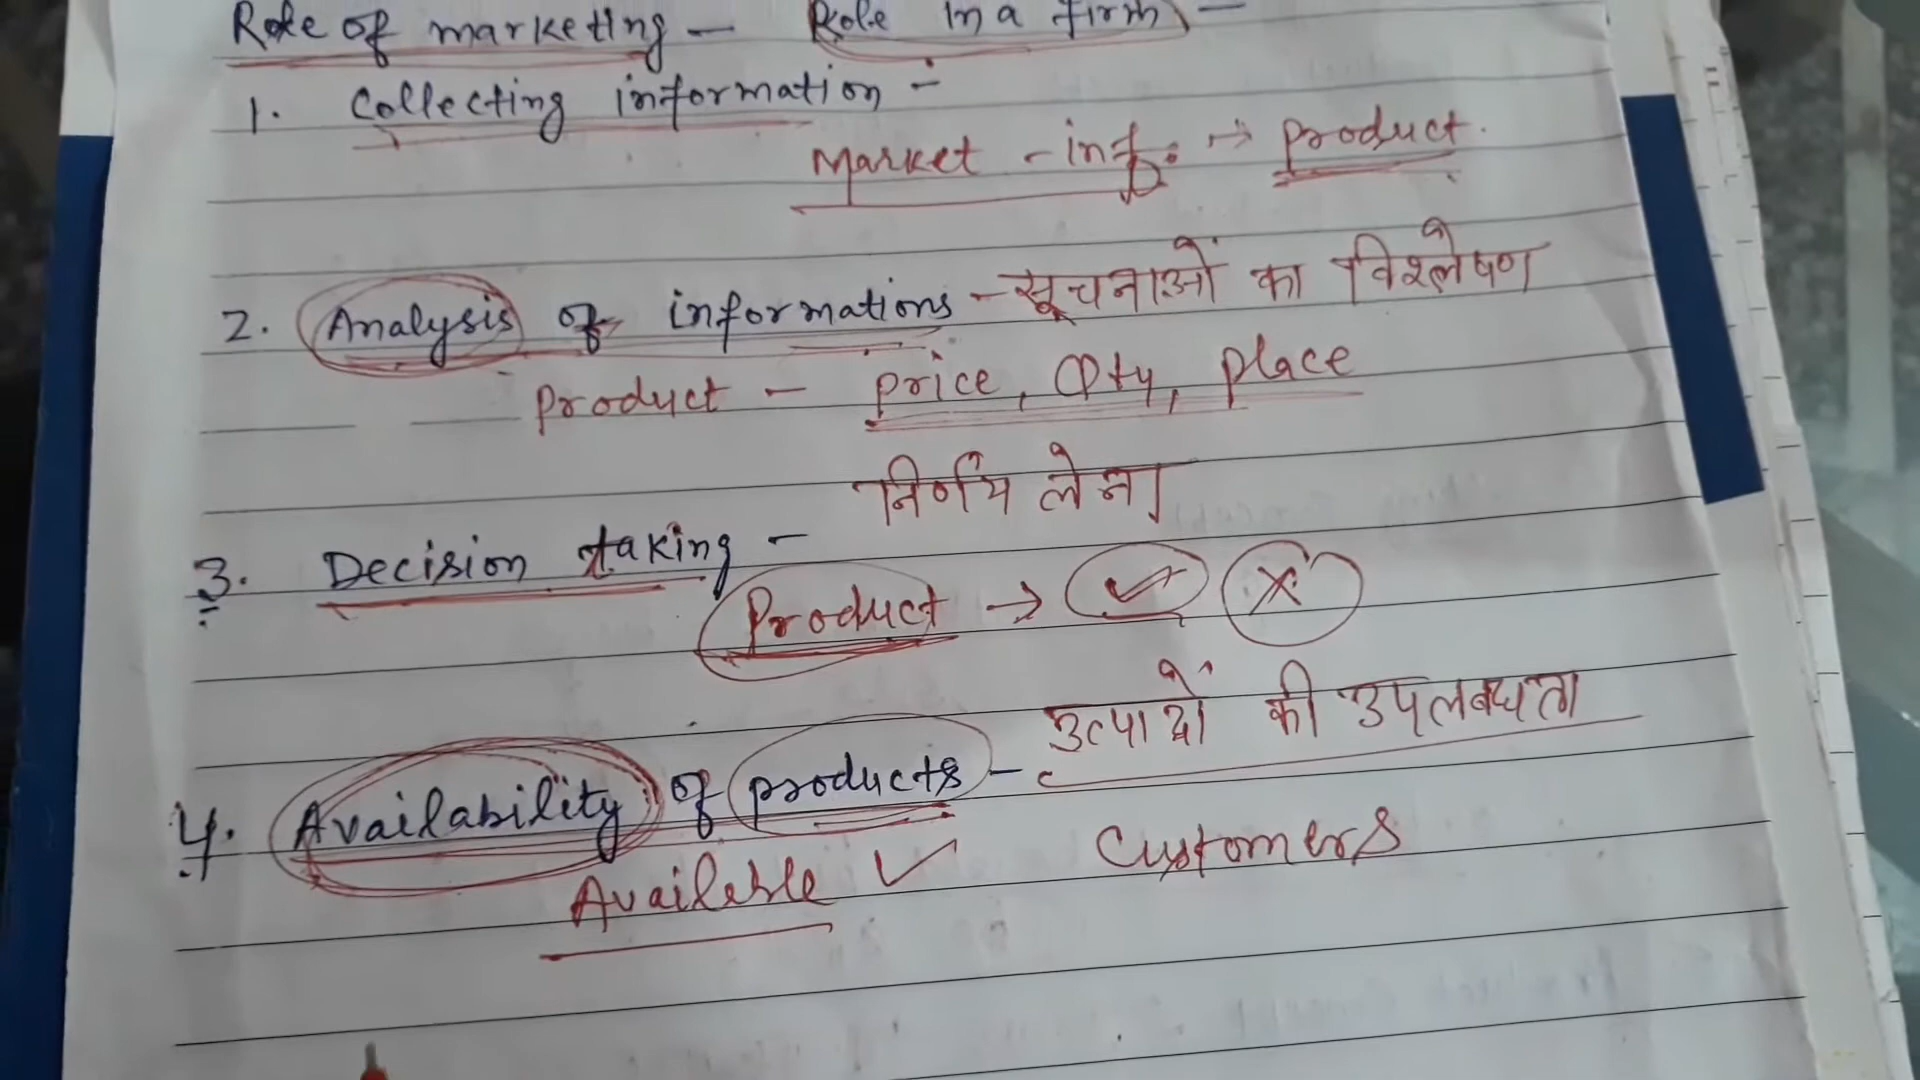 Role of marketing - Role in a firm -
1. Collecting information -
Market - inf. → Product.
2. Analysis of informations - सूचनाओं का विश्लेषण
Product - price, Qty, place
निर्णय लेना
3. Decision taking -
Product → ✓ X
4. Availability of products - उत्पादों की उपलब्धता
Available ✓ Customers